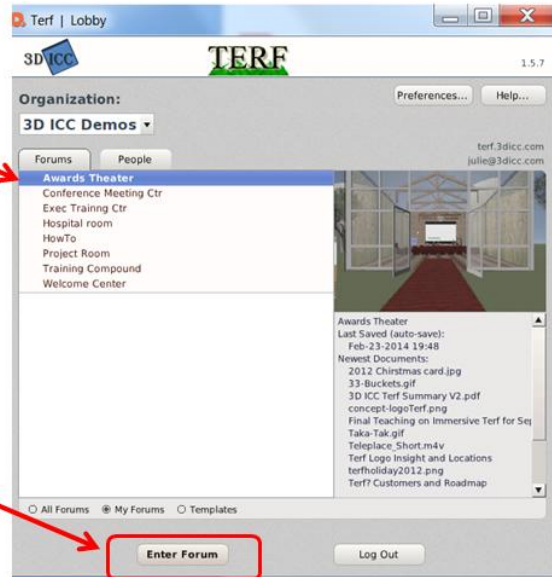 Terf | Lobby
3D ICC
TERF
1.5.7
Organization:
Preferences...
Help...
3D ICC Demos
terf.3dicc.com
julie@3dicc.com
Forums
People
Awards Theater
Conference Meeting Ctr
Exec Trainng Ctr
Hospital room
HowTo
Project Room
Training Compound
Welcome Center
Awards Theater
Last Saved (auto-save):
Feb-23-2014 19:48
Newest Documents:
2012 Chirstmas card.jpg
33-Buckets.gif
3D ICC Terf Summary V2.pdf
concept-logoTerf.png
Final Teaching on Immersive Terf for Sep
Taka-Tak.gif
Teleplace_Short.m4v
Terf Logo Insight and Locations
terfholiday2012.png
Terf? Customers and Roadmap
All Forums
My Forums
Templates
Enter Forum
Log Out